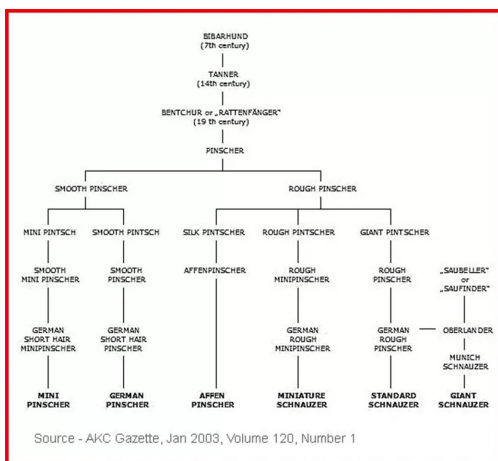 BIBARHUND
(7th century)
TANNER
(14th century)
BENTCHUR or „RATTENFÄNGER"
(19 th century)
PINSCHER
SMOOTH PINSCHER ROUGH PINSCHER
MINI PINTSCH SMOOTH PINTSCH SILK PINTSCHER ROUGH PINTSCHER GIANT PINTSCHER
SMOOTH MINI PINSCHER SMOOTH PINSCHER AFFENPINSCHER ROUGH MINIPINSCHER ROUGH PINSCHER „SAUBELLER" or „SAUFINDER"
GERMAN SHORT HAIR MINIPINSCHER GERMAN SHORT HAIR PINSCHER GERMAN ROUGH MINIPINSCHER GERMAN ROUGH PINSCHER OBERLANDER
MUNICH SCHNAUZER
MINI PINSCHER GERMAN PINSCHER AFFEN PINSCHER MINIATURE SCHNAUZER STANDARD SCHNAUZER GIANT SCHNAUZER
Source - AKC Gazette, Jan 2003, Volume 120, Number 1